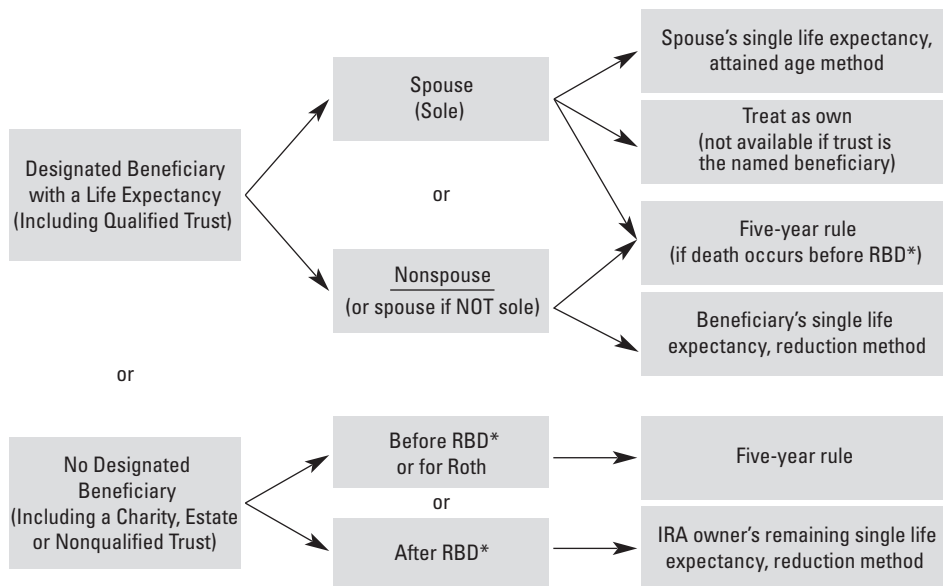 Designated Beneficiary
with a Life Expectancy
(Including Qualified Trust)
Spouse
(Sole)
or
Nonspouse
(or spouse if NOT sole)
Spouse's single life expectancy,
attained age method
Treat as own
(not available if trust is
the named beneficiary)
Five-year rule
(if death occurs before RBD*)
Beneficiary's single life
expectancy, reduction method
or
No Designated
Beneficiary
(Including a Charity, Estate
or Nonqualified Trust)
Before RBD*
or for Roth
or
After RBD*
Five-year rule
IRA owner's remaining single life
expectancy, reduction method